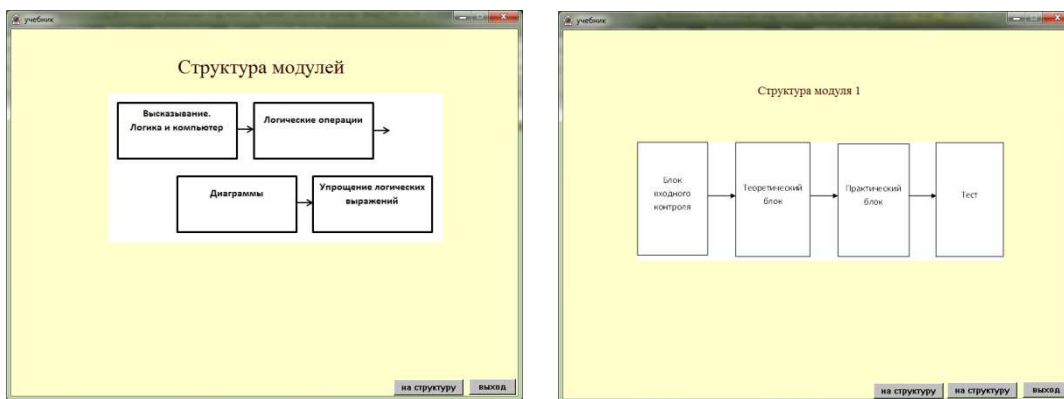 учебник
Структура модулей
Высказывание.
Логика и компьютер
Логические операции
Диаграммы
Упрощение логических
выражений
на структуру
выход
учебник
Структура модуля 1
Блок
входного
контроля
Теоретический
блок
Практический
блок
Тест
на структуру
на структуру
выход